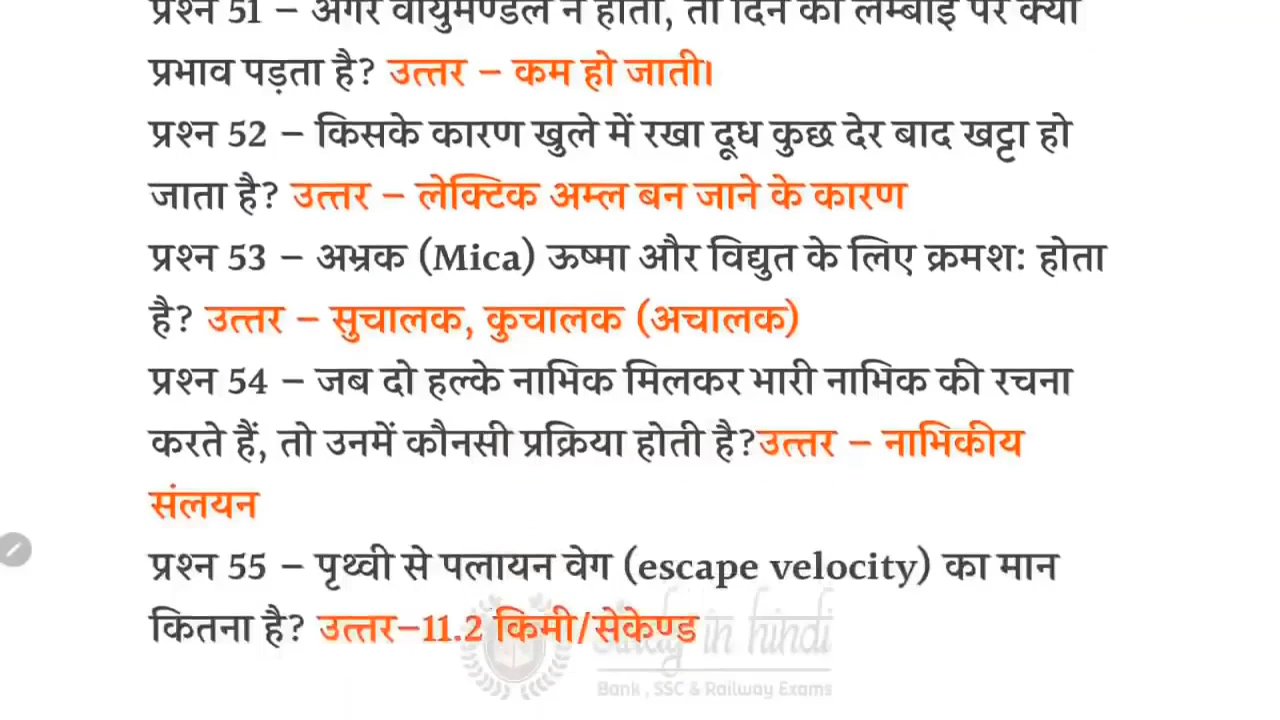 प्रश्न 51 – अगर वायुमण्डल न होता, तो दिन की लम्बाई पर क्या
प्रभाव पड़ता है? उत्तर – कम हो जाती।
प्रश्न 52 – किसके कारण खुले में रखा दूध कुछ देर बाद खट्टा हो
जाता है? उत्तर – लेक्टिक अम्ल बन जाने के कारण
प्रश्न 53 – अभ्रक (Mica) ऊष्मा और विद्युत के लिए क्रमश: होता
है? उत्तर – सुचालक, कुचालक (अचालक)
प्रश्न 54 – जब दो हल्के नाभिक मिलकर भारी नाभिक की रचना
करते हैं, तो उनमें कौनसी प्रक्रिया होती है?उत्तर – नाभिकीय
संलयन
प्रश्न 55 – पृथ्वी से पलायन वेग (escape velocity) का मान
कितना है? उत्तर–11.2 किमी/सेकेण्ड
Study in hindi
Bank , SSC & Railway Exams